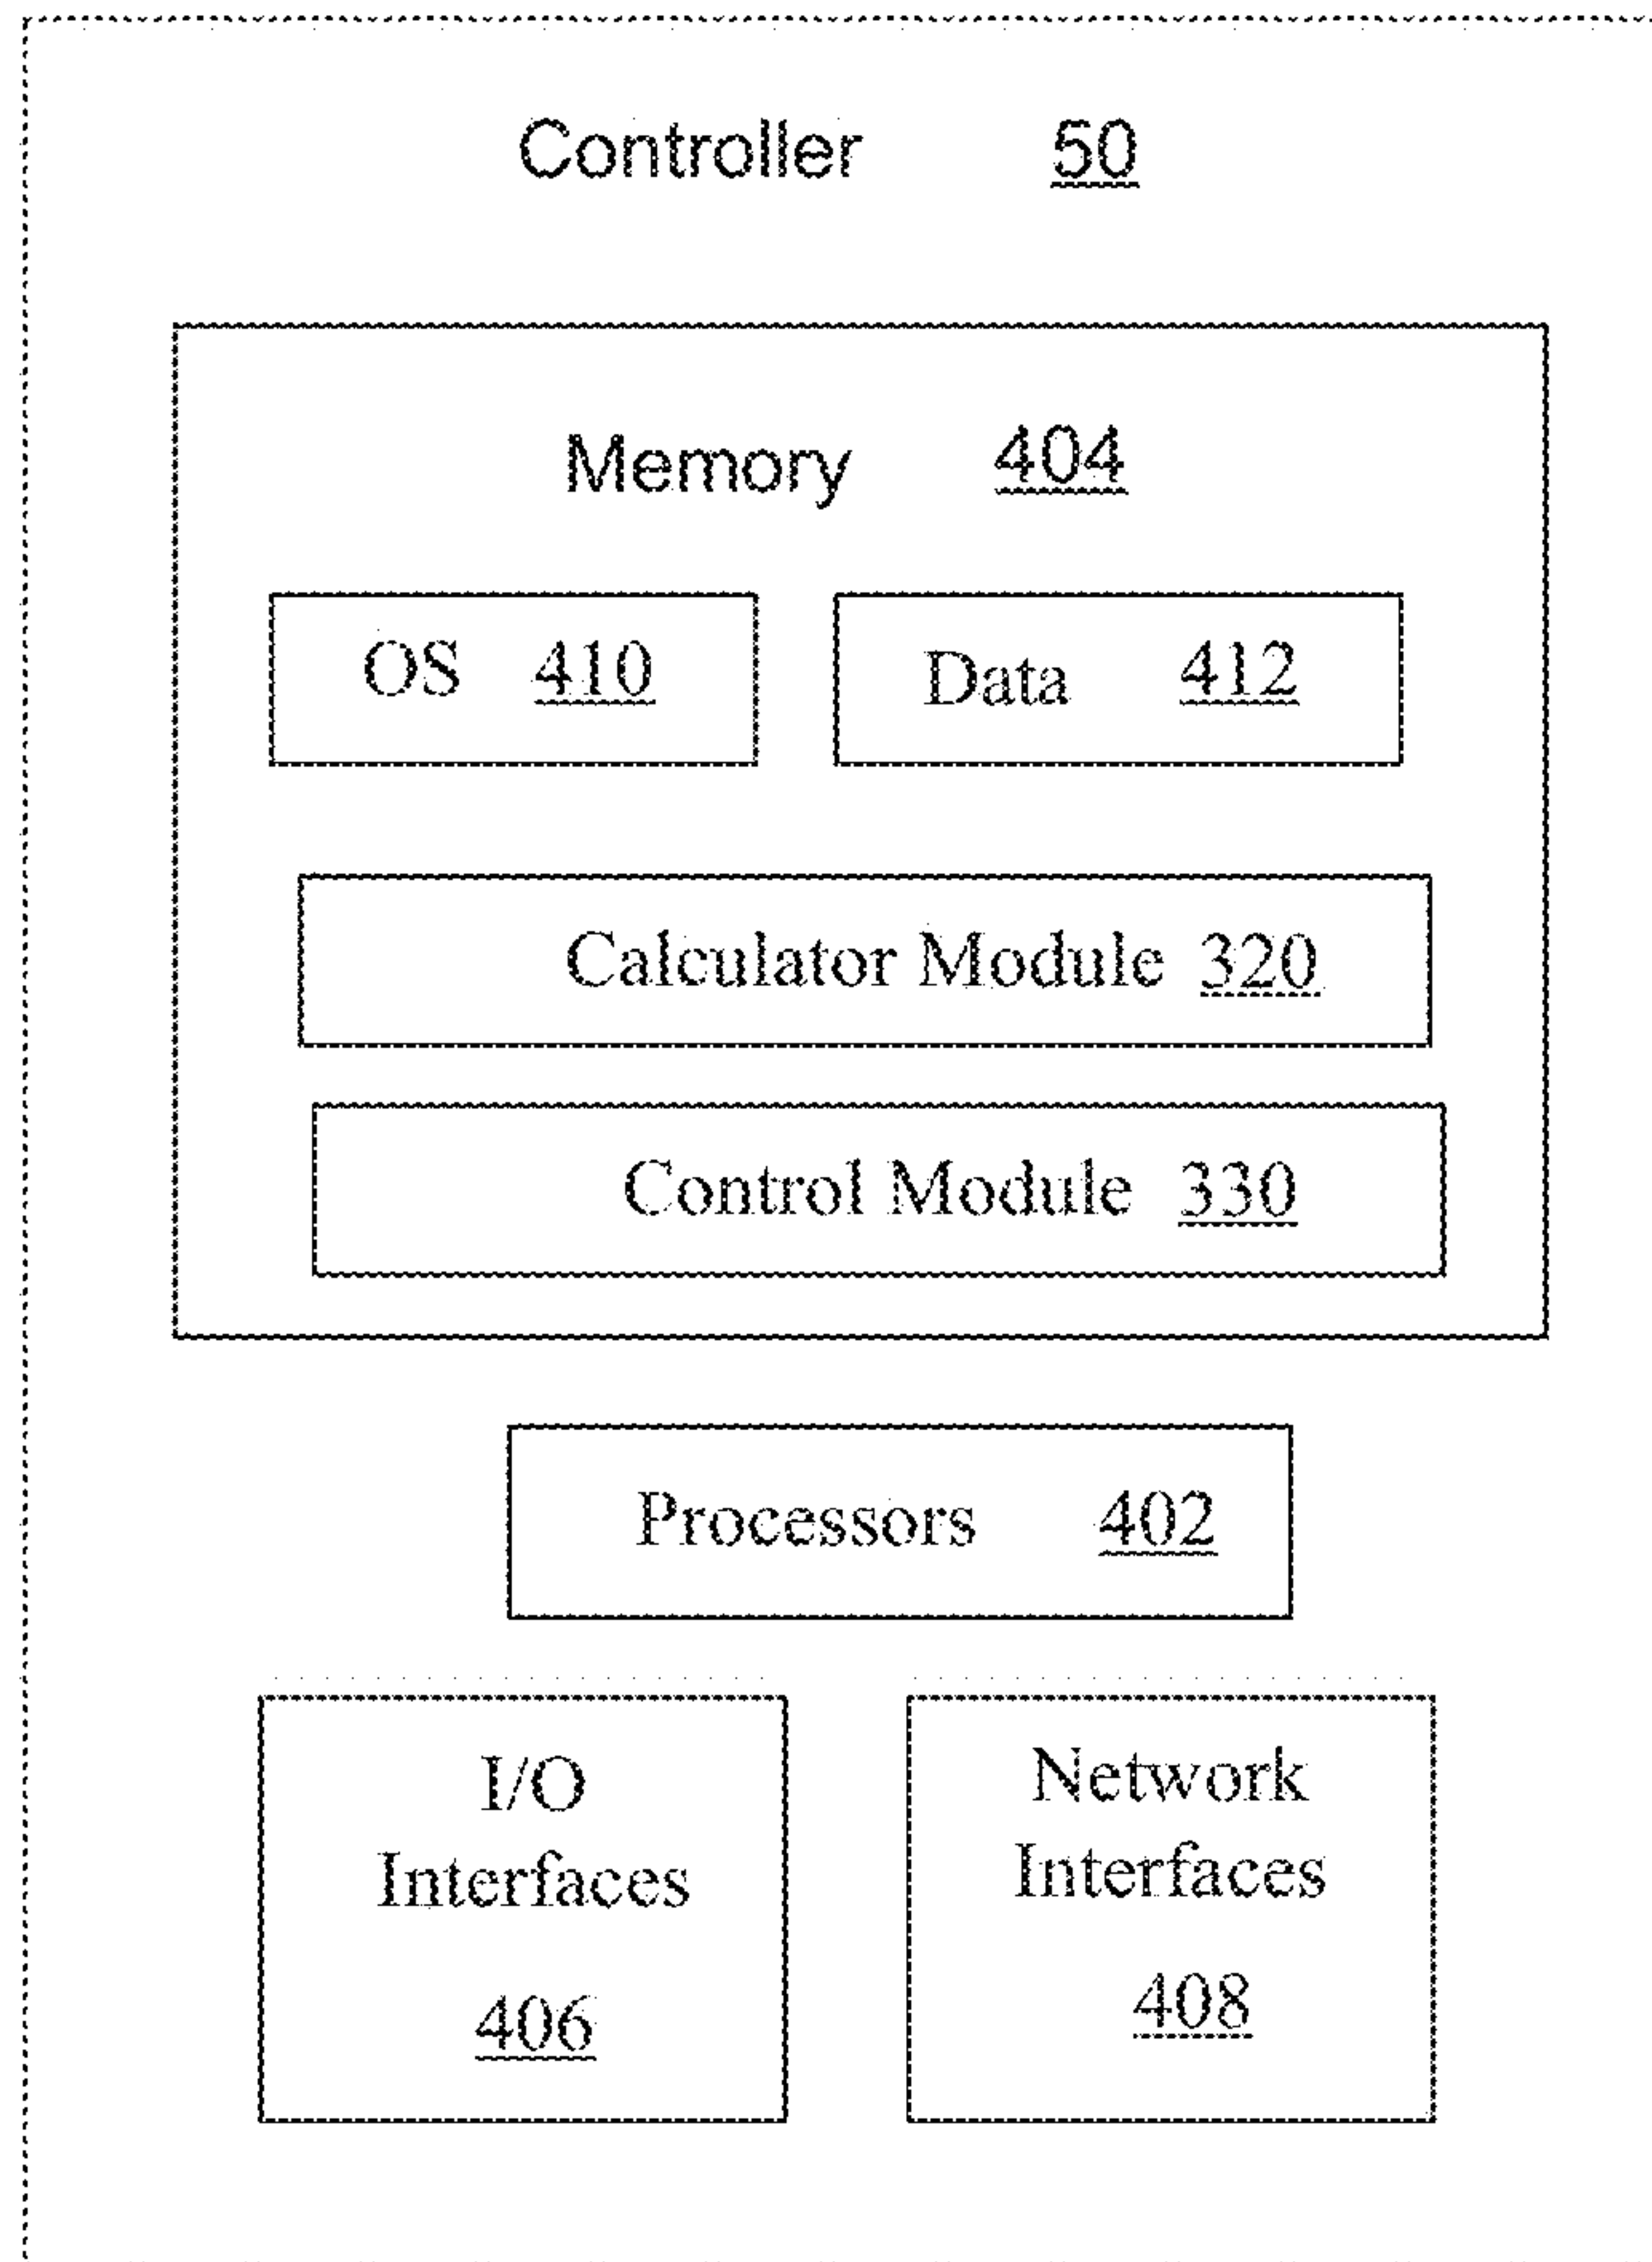 Controller 50
Memory 404
OS 410
Data 412
Calculator Module 320
Control Module 330
Processors 402
I/O
Interfaces
406
Network
Interfaces
408